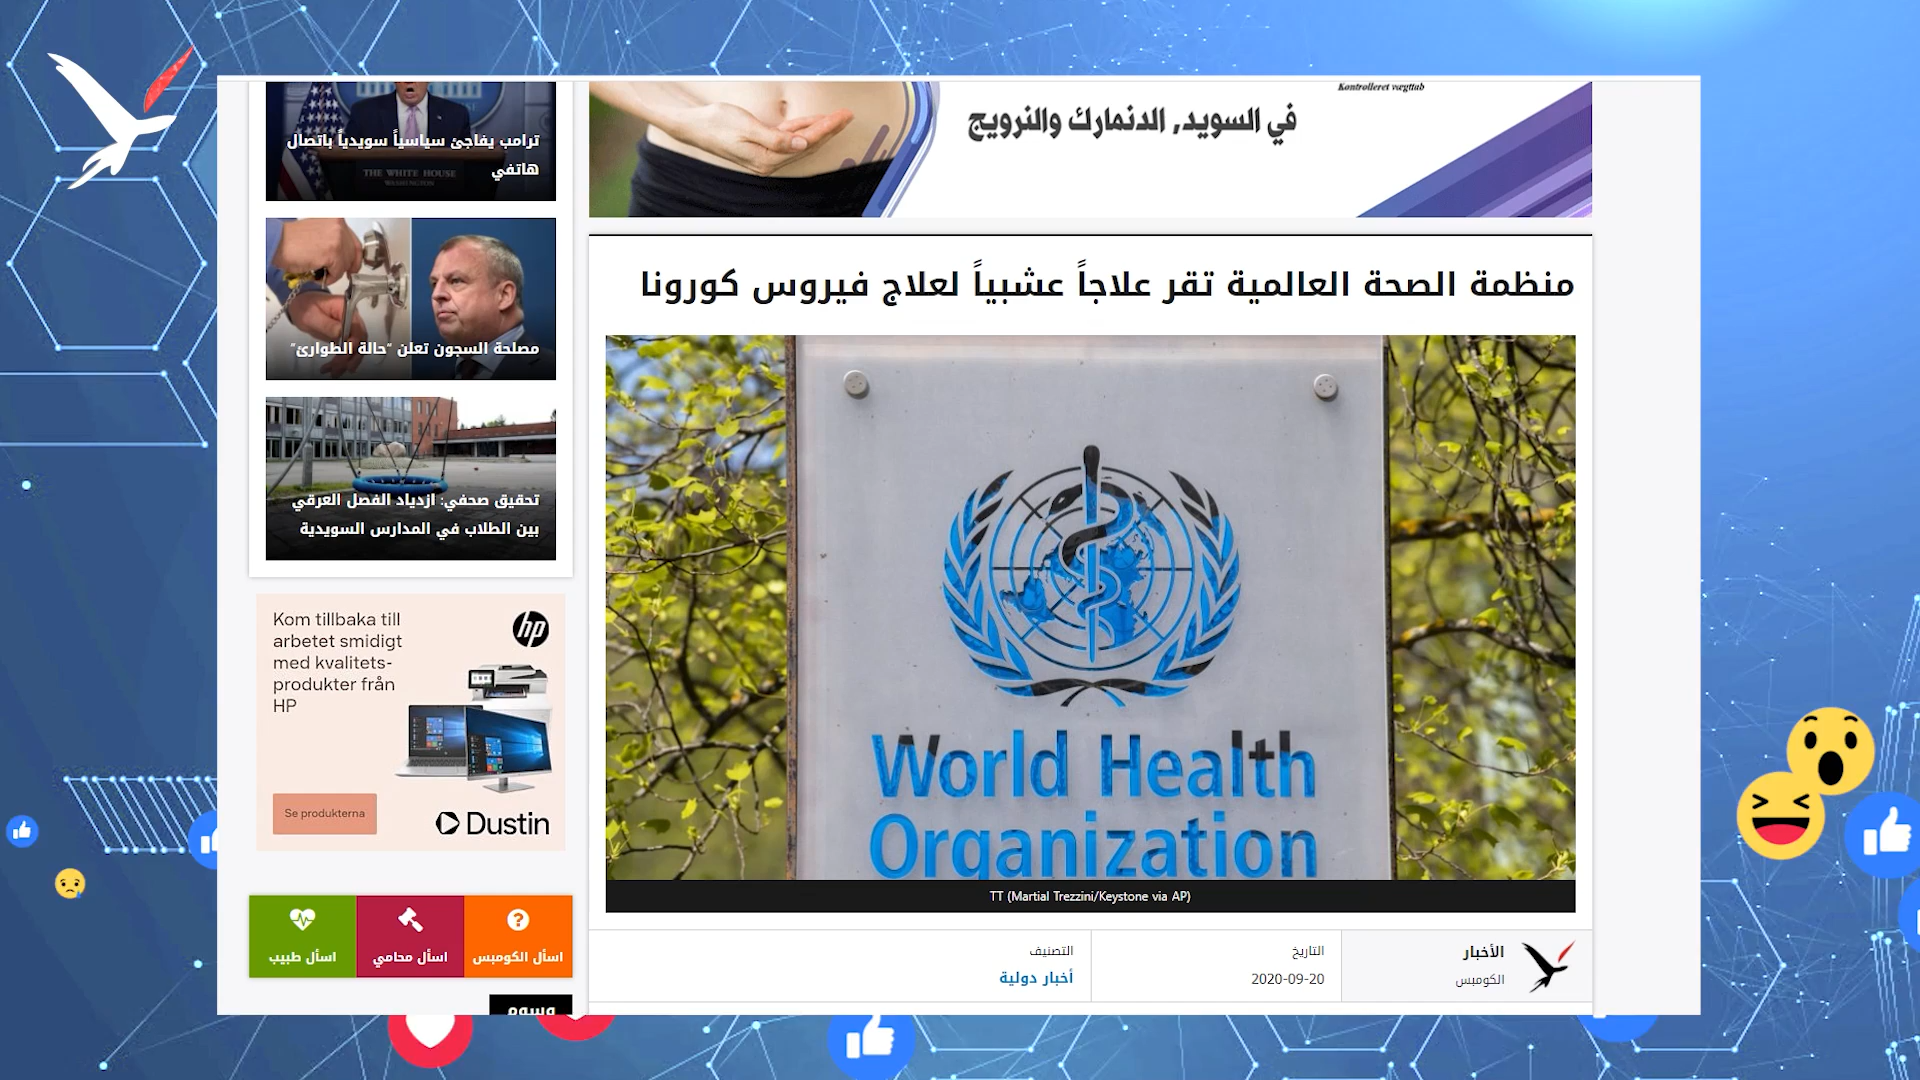 Kontrolleret vægttab
في السويد, الدنمارك والنرويج
منظمة الصحة العالمية تقر علاجاً عشبياً لعلاج فيروس كورونا
World Health
Organization
TT (Martial Trezzini/Keystone via AP)
الأخبار
الكومبس
التاريخ
2020-09-20
التصنيف
أخبار دولية
THE WHITE HOUSE
WASHINGTON
ترامب يفاجئ سياسياً سويدياً باتصال
هاتفي
مصلحة السجون تعلن "حالة الطوارئ"
تحقيق صحفي: ازدياد الفصل العرقي
بين الطلاب في المدارس السويدية
Kom tillbaka till
arbetet smidigt
med kvalitets-
produkter från
HP
hp
Se produkterna
Dustin
اسأل الكومبس
اسأل محامي
اسأل طبيب
وسوم